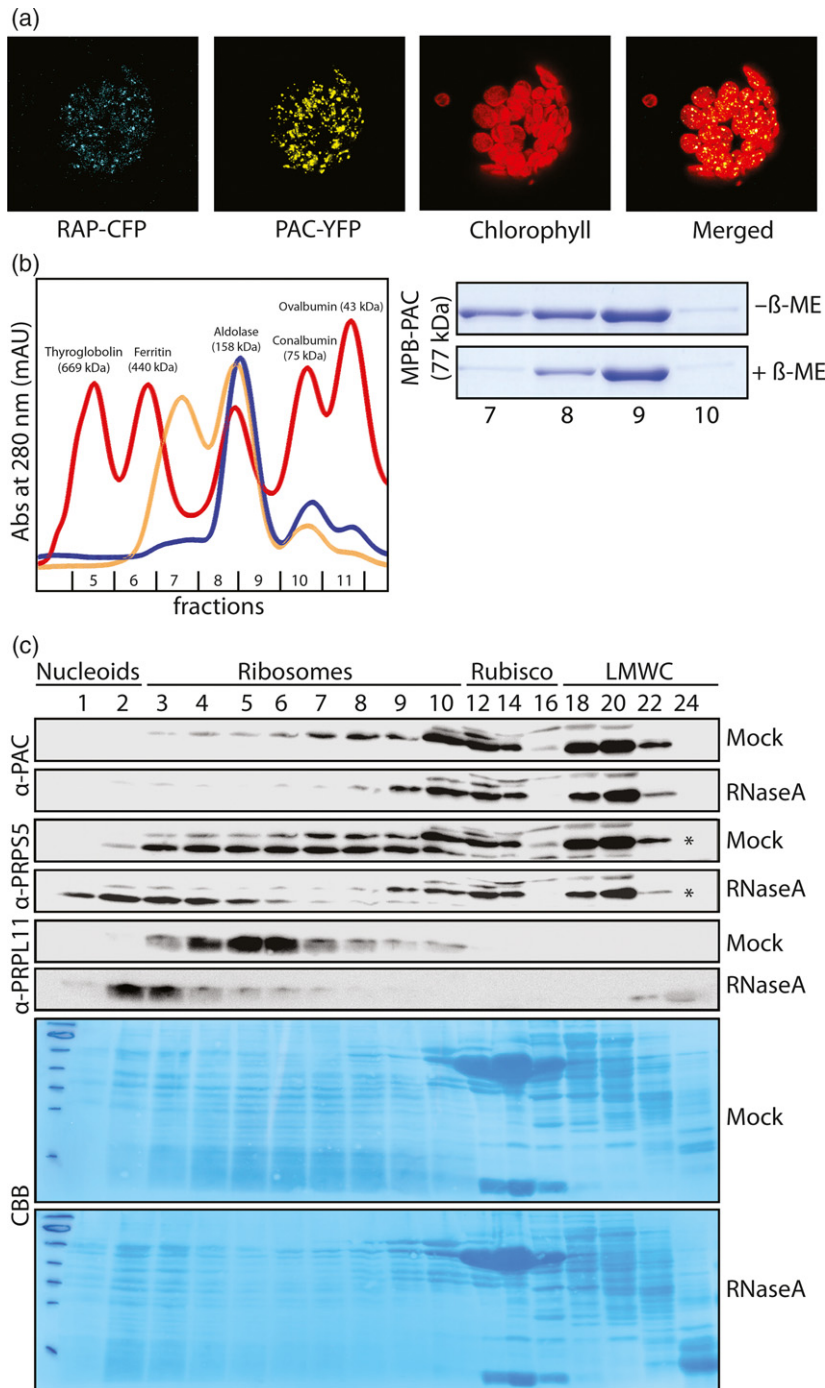 (a)
RAP-CFP PAC-YFP Chlorophyll Merged
(b)
Abs at 280 nm (mAU)
Thyroglobolin
(669 kDa)
Ferritin
(440 kDa)
Aldolase
(158 kDa)
Conalbumin
(75 kDa)
Ovalbumin (43 kDa)
5 6 7 8 9 10 11
fractions
MPB-PAC
(77 kDa)
–ß-ME
+ ß-ME
7 8 9 10
(c)
Nucleoids Ribosomes Rubisco LMWC
1 2 3 4 5 6 7 8 9 10 12 14 16 18 20 22 24
α-PAC
Mock
RNaseA
α-PRPS5
* Mock
* RNaseA
α-PRPL11
Mock
RNaseA
CBB
Mock
RNaseA